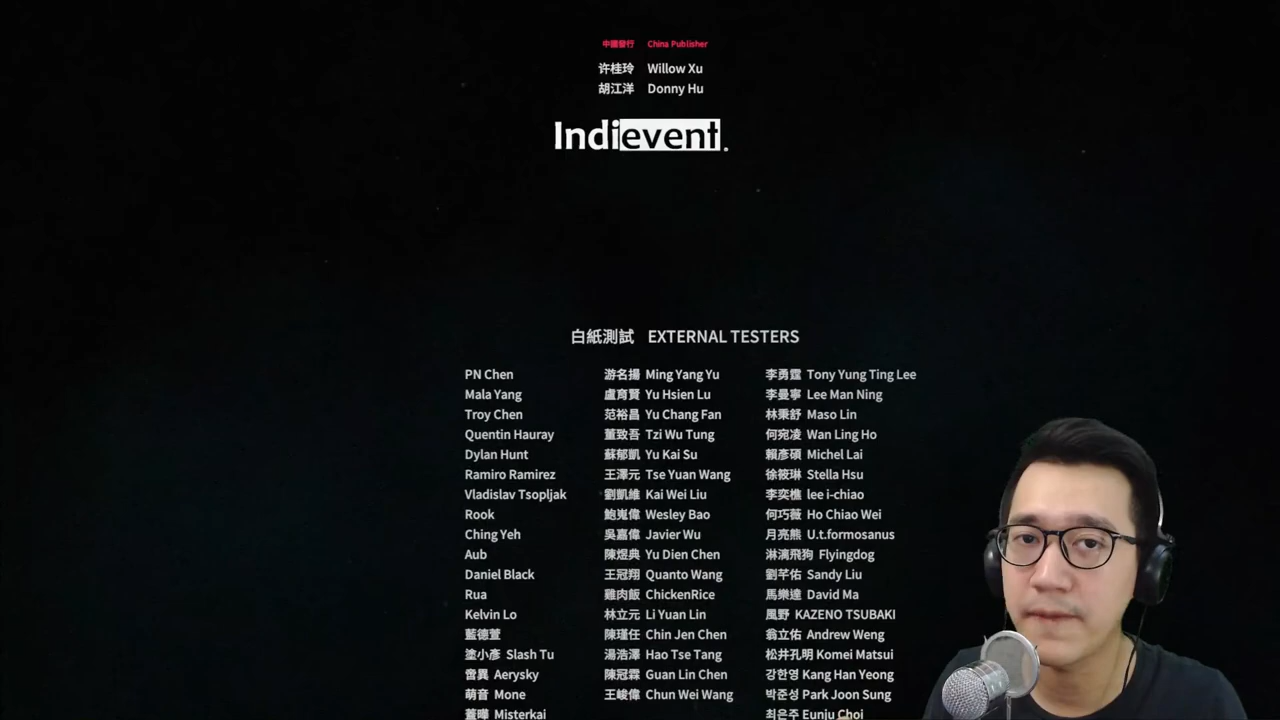 中國發行 China Publisher
许桂玲 Willow Xu
胡江洋 Donny Hu
Indievent.
白紙測試 EXTERNAL TESTERS
PN Chen
Mala Yang
Troy Chen
Quentin Hauray
Dylan Hunt
Ramiro Ramirez
Vladislav Tsopljak
Rook
Ching Yeh
Aub
Daniel Black
Rua
Kelvin Lo
藍德萱
塗小彥 Slash Tu
啻異 Aerysky
萌音 Mone
蓋曄 Misterkai
游名揚 Ming Yang Yu
盧育賢 Yu Hsien Lu
范裕昌 Yu Chang Fan
董致吾 Tzi Wu Tung
蘇郁凱 Yu Kai Su
王澤元 Tse Yuan Wang
劉凱維 Kai Wei Liu
鮑嵬偉 Wesley Bao
吳嘉偉 Javier Wu
陳煜典 Yu Dien Chen
王冠翔 Quanto Wang
雞肉飯 ChickenRice
林立元 Li Yuan Lin
陳瑾任 Chin Jen Chen
湯浩澤 Hao Tse Tang
陳冠霖 Guan Lin Chen
王峻偉 Chun Wei Wang
李勇霆 Tony Yung Ting Lee
李曼寧 Lee Man Ning
林秉舒 Maso Lin
何宛凌 Wan Ling Ho
賴彥碩 Michel Lai
徐筱琳 Stella Hsu
李奕樵 lee i-chiao
何巧薇 Ho Chiao Wei
月亮熊 U.t.formosanus
淋漓飛狗 Flyingdog
劉芊佑 Sandy Liu
馬樂達 David Ma
風野 KAZENO TSUBAKI
翁立佑 Andrew Weng
松井孔明 Komei Matsui
강한영 Kang Han Yeong
박준성 Park Joon Sung
최은주 Eunju Choi